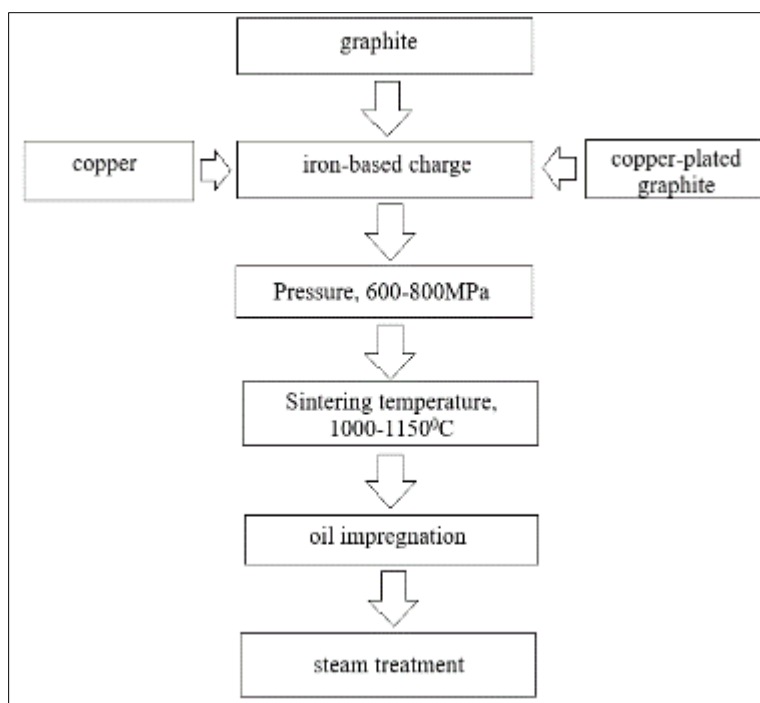 graphite
copper
iron-based charge
copper-plated
graphite
Pressure, 600-800MPa
Sintering temperature,
1000-1150⁰C
oil impregnation
steam treatment